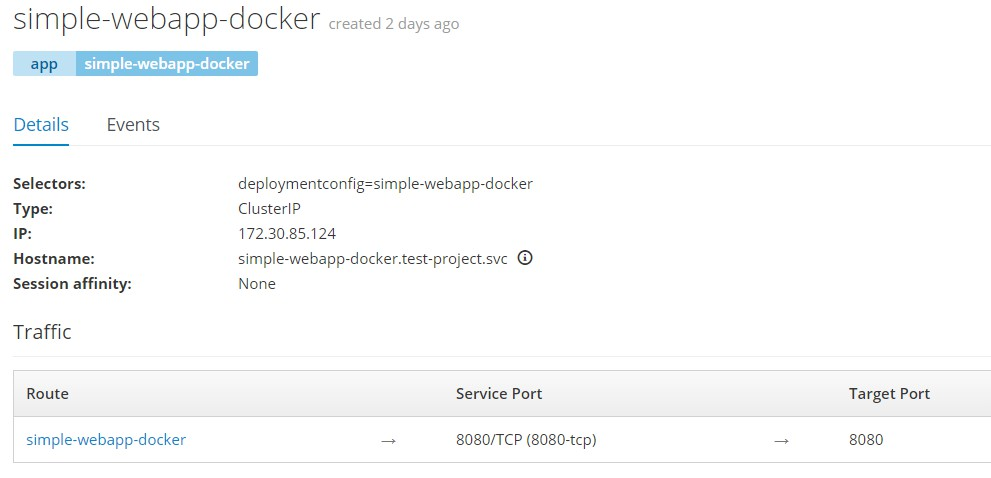 simple-webapp-docker created 2 days ago
app simple-webapp-docker
Details Events
Selectors: deploymentconfig=simple-webapp-docker
Type: ClusterIP
IP: 172.30.85.124
Hostname: simple-webapp-docker.test-project.svc
Session affinity: None
Traffic
Route Service Port Target Port
simple-webapp-docker → 8080/TCP (8080-tcp) → 8080